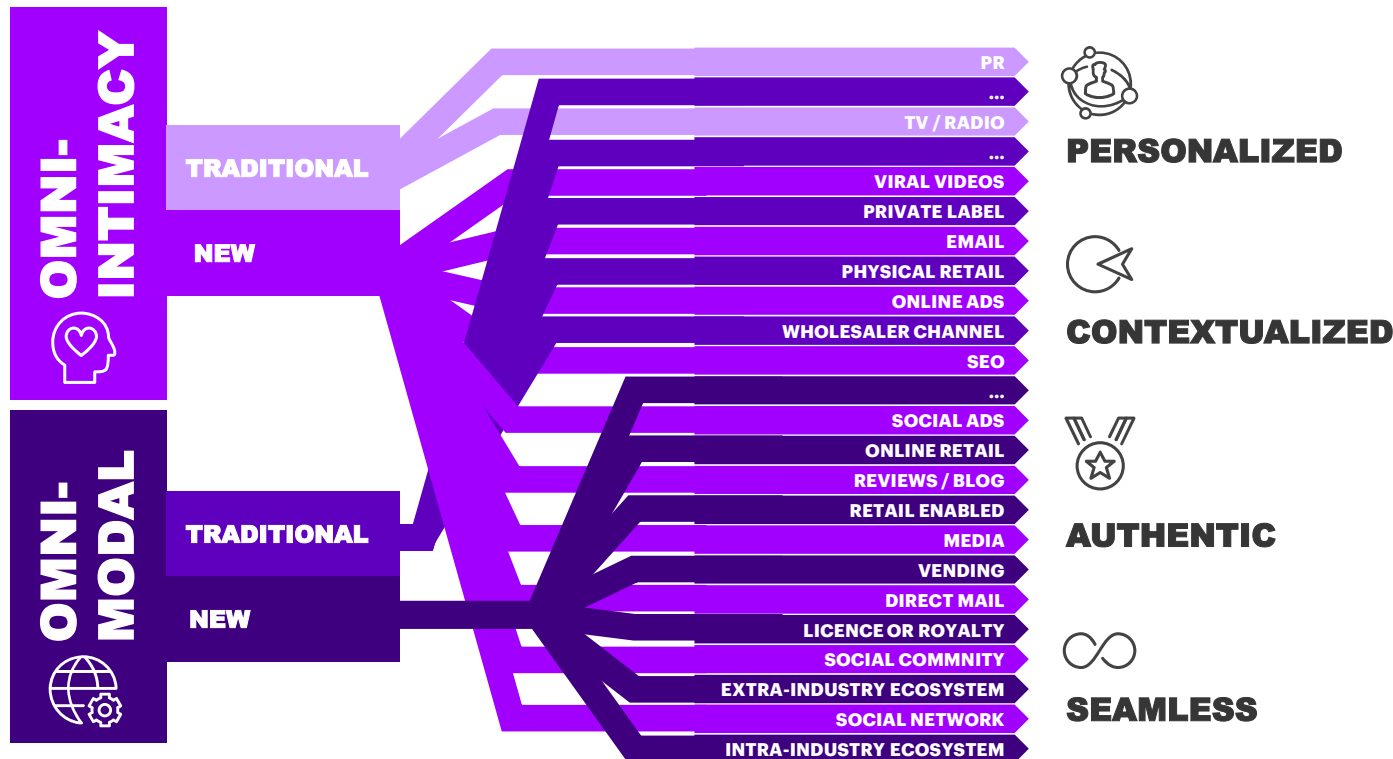 OMNI-
INTIMACY
TRADITIONAL
NEW
OMNI-
MODAL
TRADITIONAL
NEW
PR
...
TV / RADIO
...
VIRAL VIDEOS
PRIVATE LABEL
EMAIL
PHYSICAL RETAIL
ONLINE ADS
WHOLESALER CHANNEL
SEO
...
SOCIAL ADS
ONLINE RETAIL
REVIEWS / BLOG
RETAIL ENABLED
MEDIA
VENDING
DIRECT MAIL
LICENCE OR ROYALTY
SOCIAL COMMNITY
EXTRA-INDUSTRY ECOSYSTEM
SOCIAL NETWORK
INTRA-INDUSTRY ECOSYSTEM
PERSONALIZED
CONTEXTUALIZED
AUTHENTIC
SEAMLESS